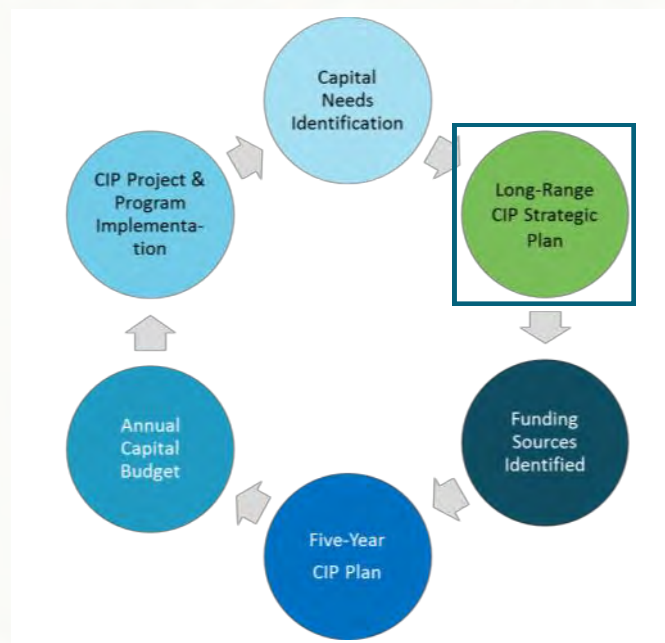 Capital
Needs
Identification
Long-Range
CIP Strategic
Plan
Funding
Sources
Identified
Five-Year
CIP Plan
Annual
Capital
Budget
CIP Project &
Program
Implementa-
tion